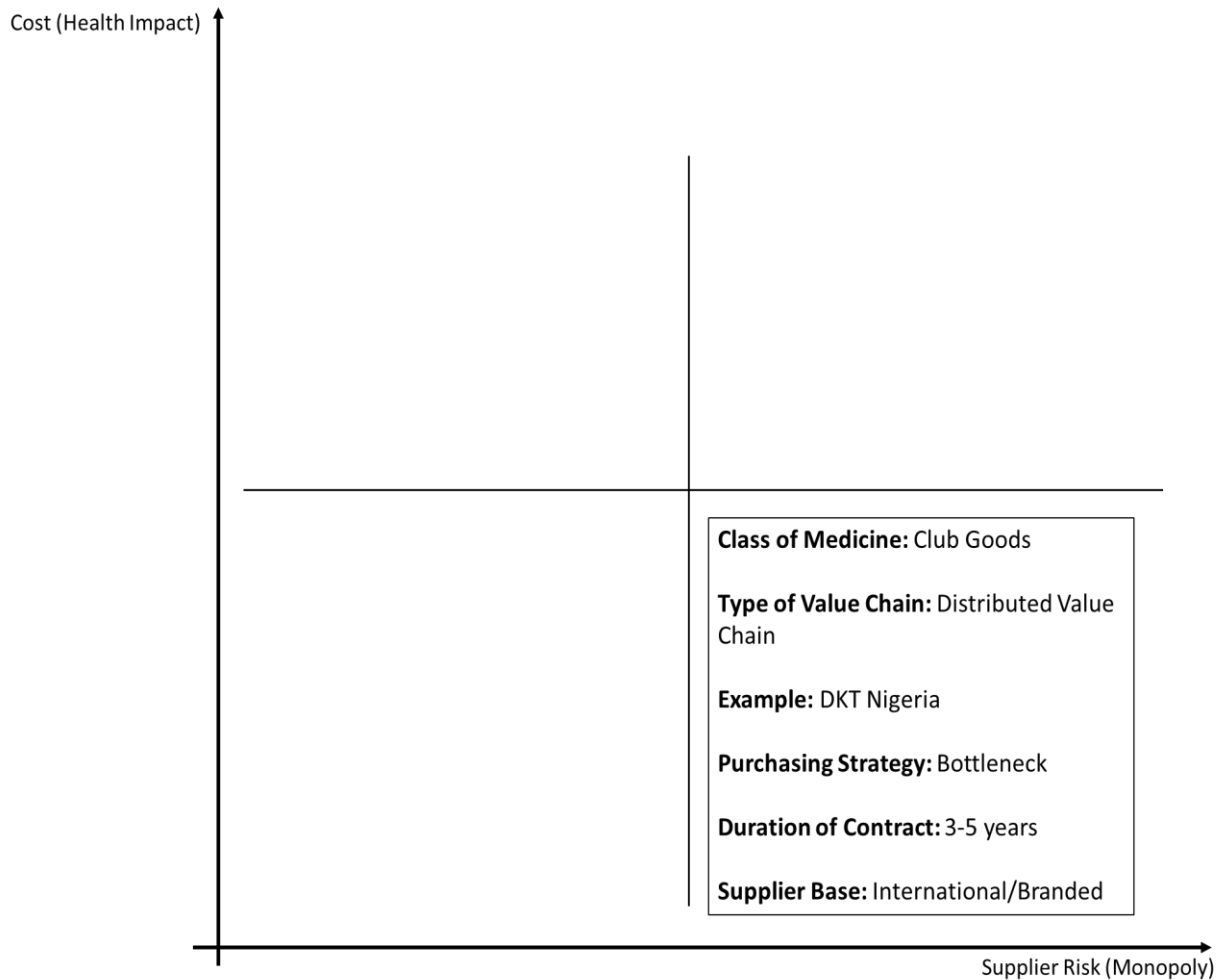 Cost (Health Impact)
Class of Medicine: Club Goods
Type of Value Chain: Distributed Value
Chain
Example: DKT Nigeria
Purchasing Strategy: Bottleneck
Duration of Contract: 3-5 years
Supplier Base: International/Branded
Supplier Risk (Monopoly)